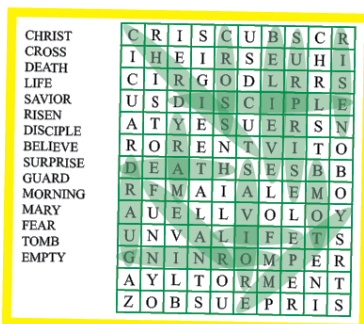 CHRIST
CROSS
DEATH
LIFE
SAVIOR
RISEN
DISCIPLE
BELIEVE
SURPRISE
GUARD
MORNING
MARY
FEAR
TOMB
EMPTY
C R I S C U B S C R
I H E I R S E U H I
C I R G O D L R R S
U S D I S C I P L E
A T Y E S U E R S N
R O R E N T V I T O
D E A T H S E S B B
R F M A I A L E M O
A U E L L V O L O Y
U N V A L I F E T S
G N I N R O M P E R
A Y L T O R M E N T
Z O B S U E P R I S